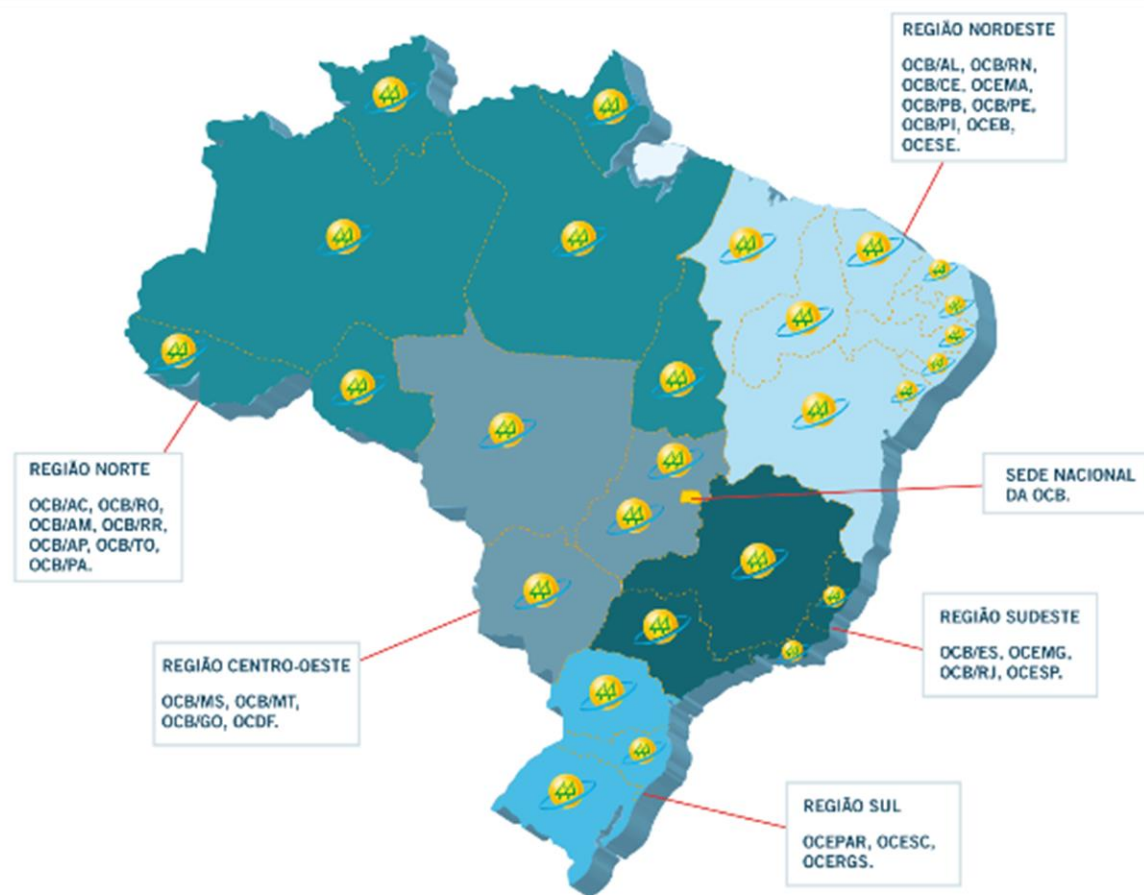 REGIÃO NORDESTE
OCB/AL, OCB/RN,
OCB/CE, OCEMA,
OCB/PB, OCB/PE,
OCB/PI, OCEB,
OCESE.
REGIÃO NORTE
OCB/AC, OCB/RO,
OCB/AM, OCB/RR,
OCB/AP, OCB/TO,
OCB/PA.
SEDE NACIONAL
DA OCB.
REGIÃO SUDESTE
OCB/ES, OCEMG,
OCB/RJ, OCESP.
REGIÃO CENTRO-OESTE
OCB/MS, OCB/MT,
OCB/GO, OCDF.
REGIÃO SUL
OCEPAR, OCESC,
OCERGS.